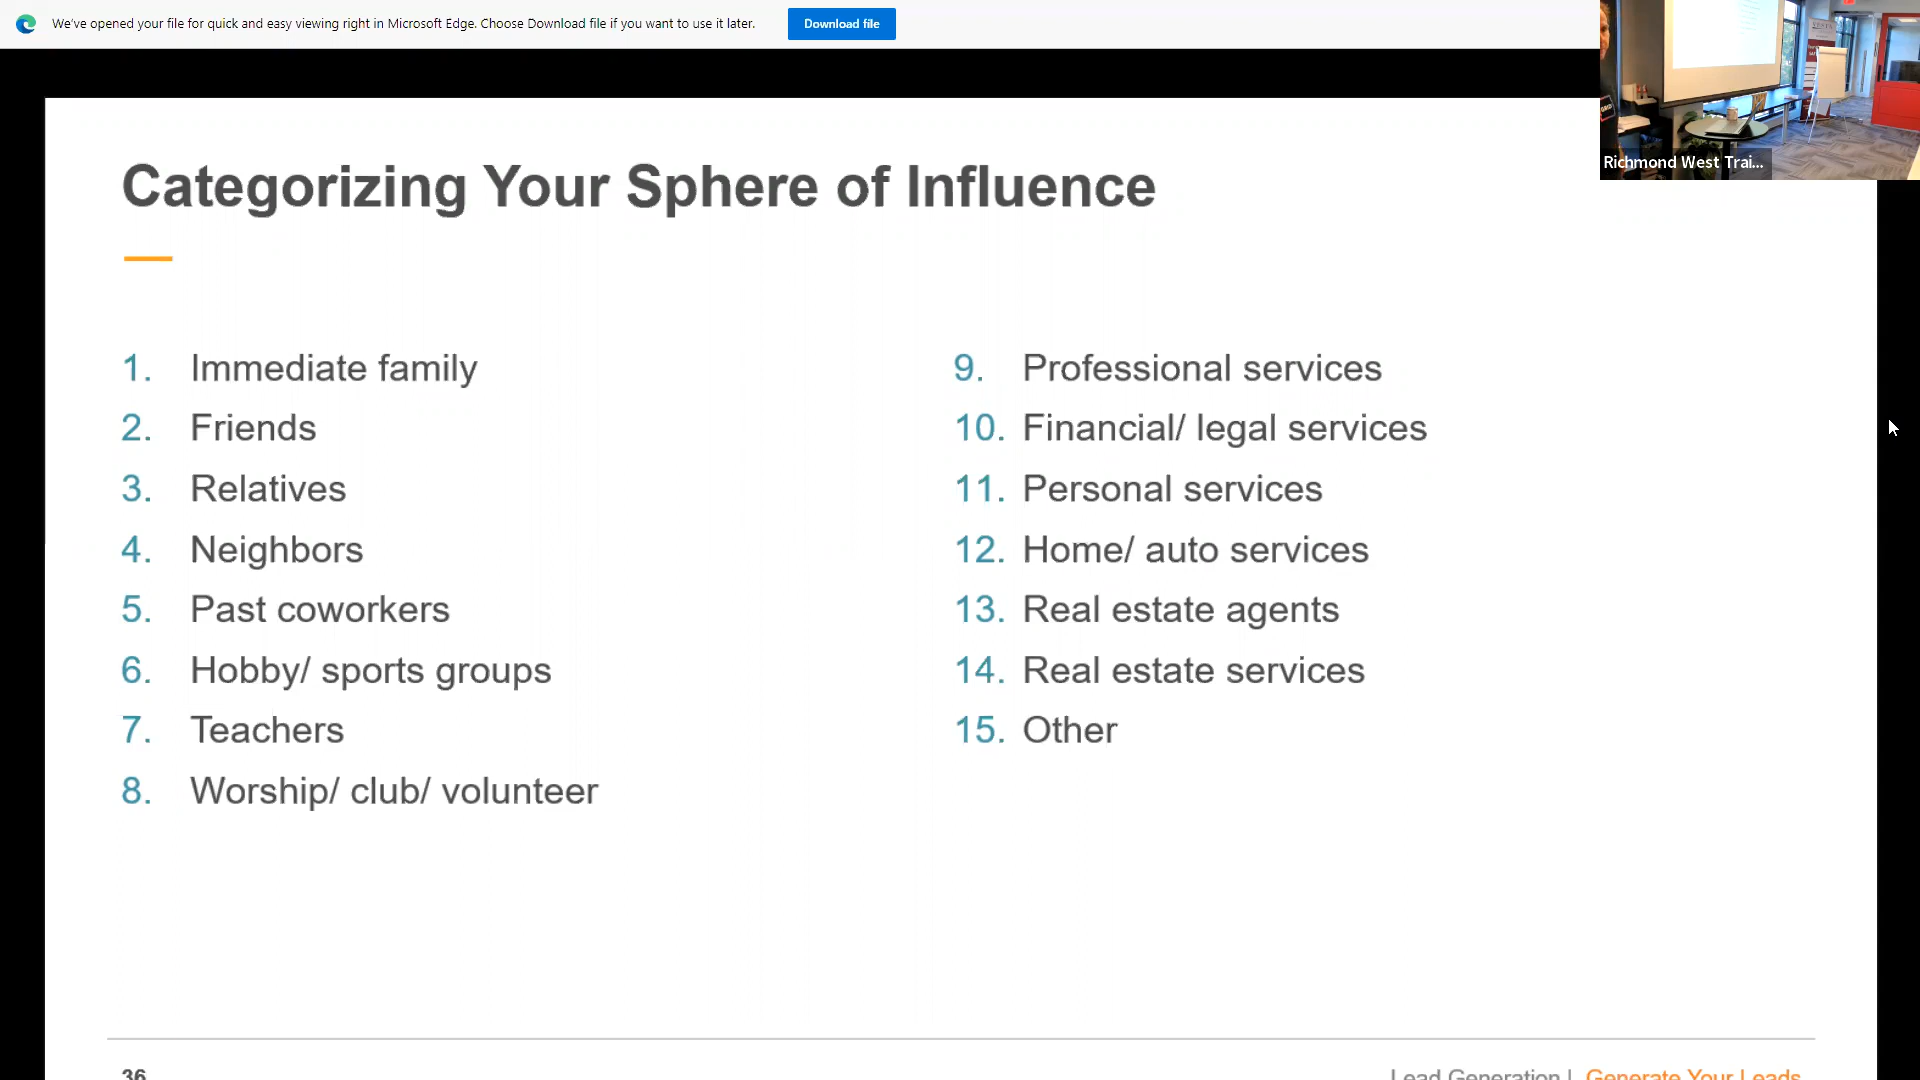 We've opened your file for quick and easy viewing right in Microsoft Edge. Choose Download file if you want to use it later.
Download file
Richmond West Trai...
Categorizing Your Sphere of Influence
1. Immediate family
2. Friends
3. Relatives
4. Neighbors
5. Past coworkers
6. Hobby/ sports groups
7. Teachers
8. Worship/ club/ volunteer
9. Professional services
10. Financial/ legal services
11. Personal services
12. Home/ auto services
13. Real estate agents
14. Real estate services
15. Other
36
Lead Generation | Generate Your Leads